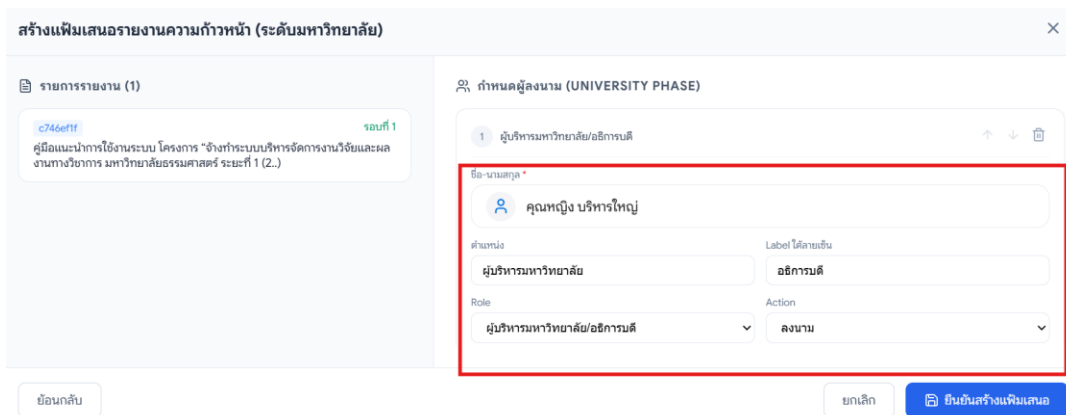 สร้างแฟ้มเสนอรายงานความก้าวหน้า (ระดับมหาวิทยาลัย)
รายการรายงาน (1)
c746ef1f
รอบที่ 1
คู่มือแนะนำการใช้งานระบบ โครงการ "จ้างทำระบบบริหารจัดการงานวิจัยและผล
งานทางวิชาการ มหาวิทยาลัยธรรมศาสตร์ ระยะที่ 1 (2..)
กำหนดผู้ลงนาม (UNIVERSITY PHASE)
1 ผู้บริหารมหาวิทยาลัย/อธิการบดี
ชื่อ-นามสกุล *
คุณหญิง บริหารใหญ่
ตำแหน่ง
Label ใต้ลายเซ็น
ผู้บริหารมหาวิทยาลัย
อธิการบดี
Role
Action
ผู้บริหารมหาวิทยาลัย/อธิการบดี
ลงนาม
ย้อนกลับ
ยกเลิก
ยืนยันสร้างแฟ้มเสนอ